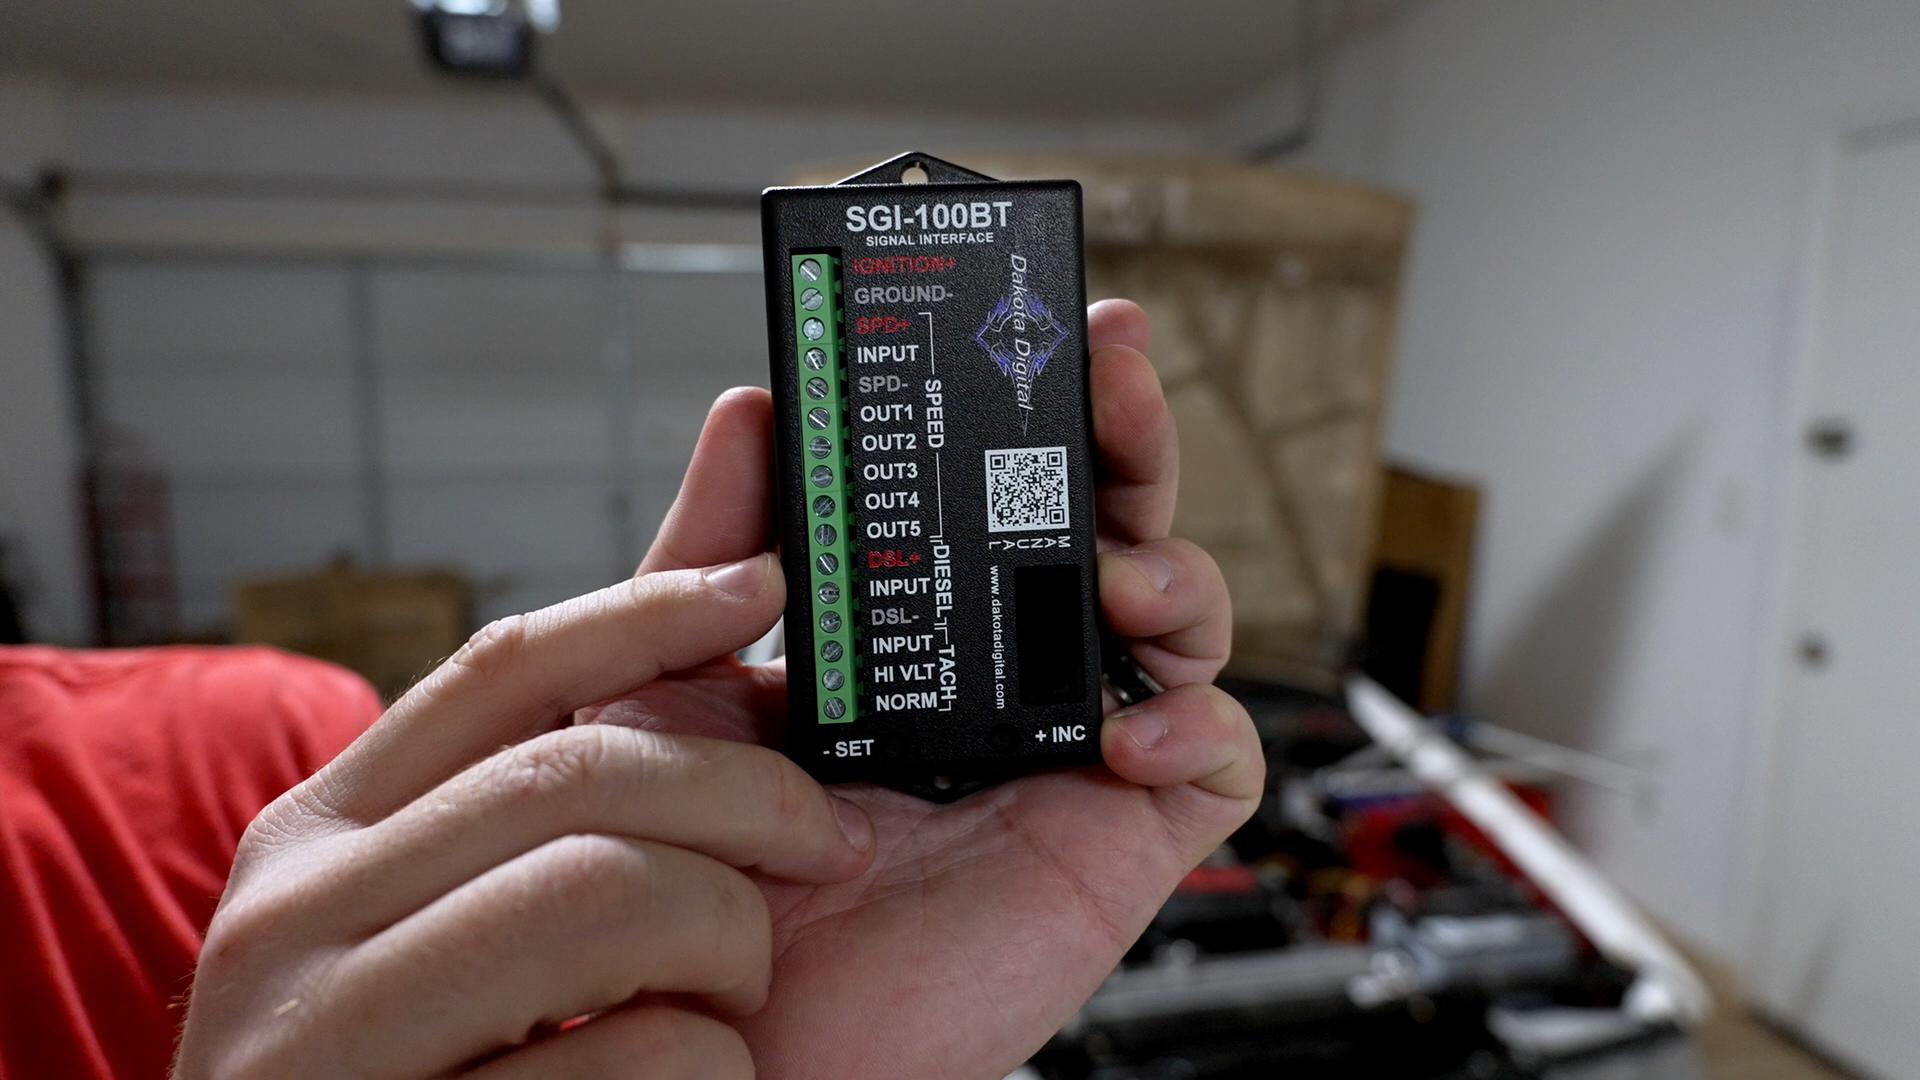 SGI-100BT
SIGNAL INTERFACE
IGNITION+
GROUND-
SPD+
INPUT
SPD-
OUT1
OUT2
OUT3
OUT4
OUT5
SPEED
DSL+
INPUT
DSL-
DIESEL
INPUT
HI VLT
NORM
TACH
Dakota Digital
MANUAL
www.dakotadigital.com
- SET
+ INC